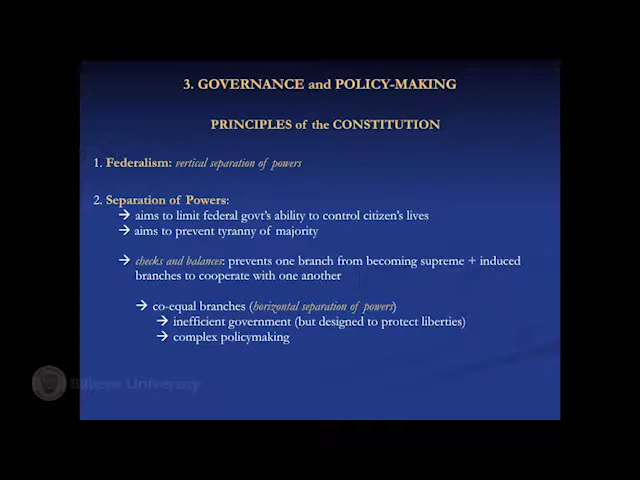 3. GOVERNANCE and POLICY-MAKING
PRINCIPLES of the CONSTITUTION
1. Federalism: vertical separation of powers
2. Separation of Powers:
→ aims to limit federal govt's ability to control citizen's lives
→ aims to prevent tyranny of majority
→ checks and balances: prevents one branch from becoming supreme + induced
branches to cooperate with one another
→ co-equal branches (horizontal separation of powers)
→ inefficient government (but designed to protect liberties)
→ complex policymaking
Bilkent University